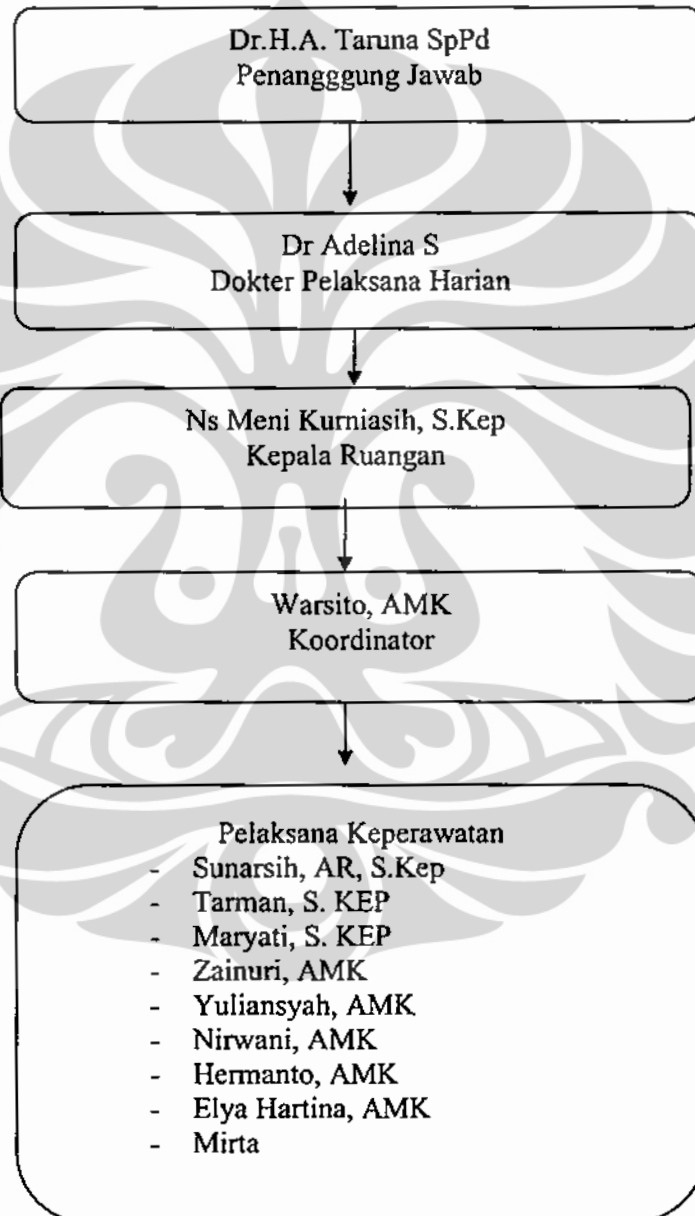 Dr.H.A. Taruna SpPd
Penangggung Jawab
Dr Adelina S
Dokter Pelaksana Harian
Ns Meni Kurniasih, S.Kep
Kepala Ruangan
Warsito, AMK
Koordinator
Pelaksana Keperawatan
- Sunarsih, AR, S.Kep
- Tarman, S. KEP
- Maryati, S. KEP
- Zainuri, AMK
- Yuliansyah, AMK
- Nirwani, AMK
- Hermanto, AMK
- Elya Hartina, AMK
- Mirta